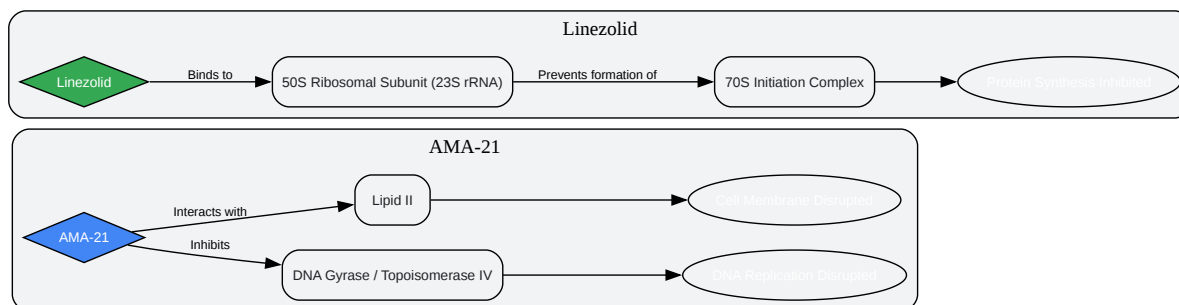 Linezolid
Linezolid
Binds to
50S Ribosomal Subunit (23S rRNA)
Prevents formation of
70S Initiation Complex
Protein Synthesis Inhibited
AMA-21
AMA-21
Interacts with
Lipid II
Cell Membrane Disrupted
Inhibits
DNA Gyrase / Topoisomerase IV
DNA Replication Disrupted